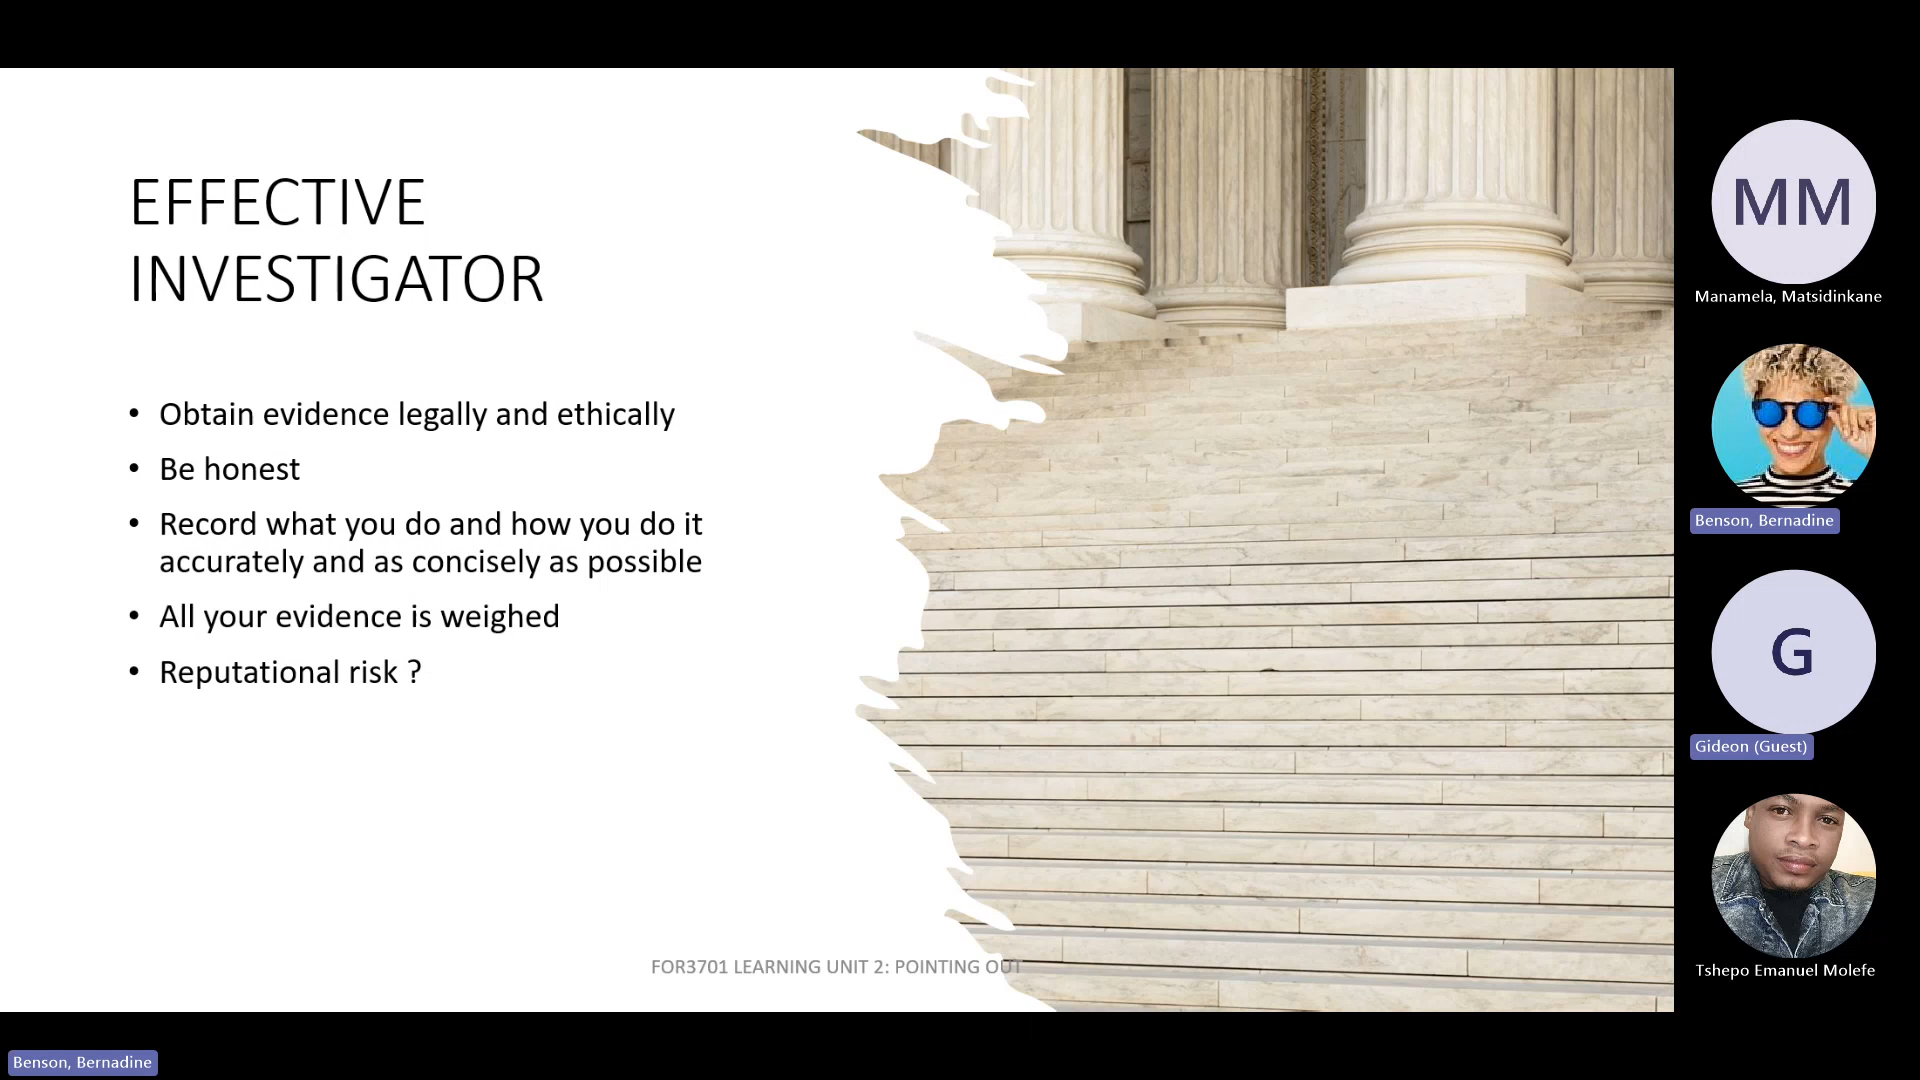 EFFECTIVE
INVESTIGATOR
• Obtain evidence legally and ethically
• Be honest
• Record what you do and how you do it
accurately and as concisely as possible
• All your evidence is weighed
• Reputational risk ?
FOR3701 LEARNING UNIT 2: POINTING OUT
MM
Manamela, Matsidinkane
Benson, Bernadine
G
Gideon (Guest)
Tshepo Emanuel Molefe
Benson, Bernadine